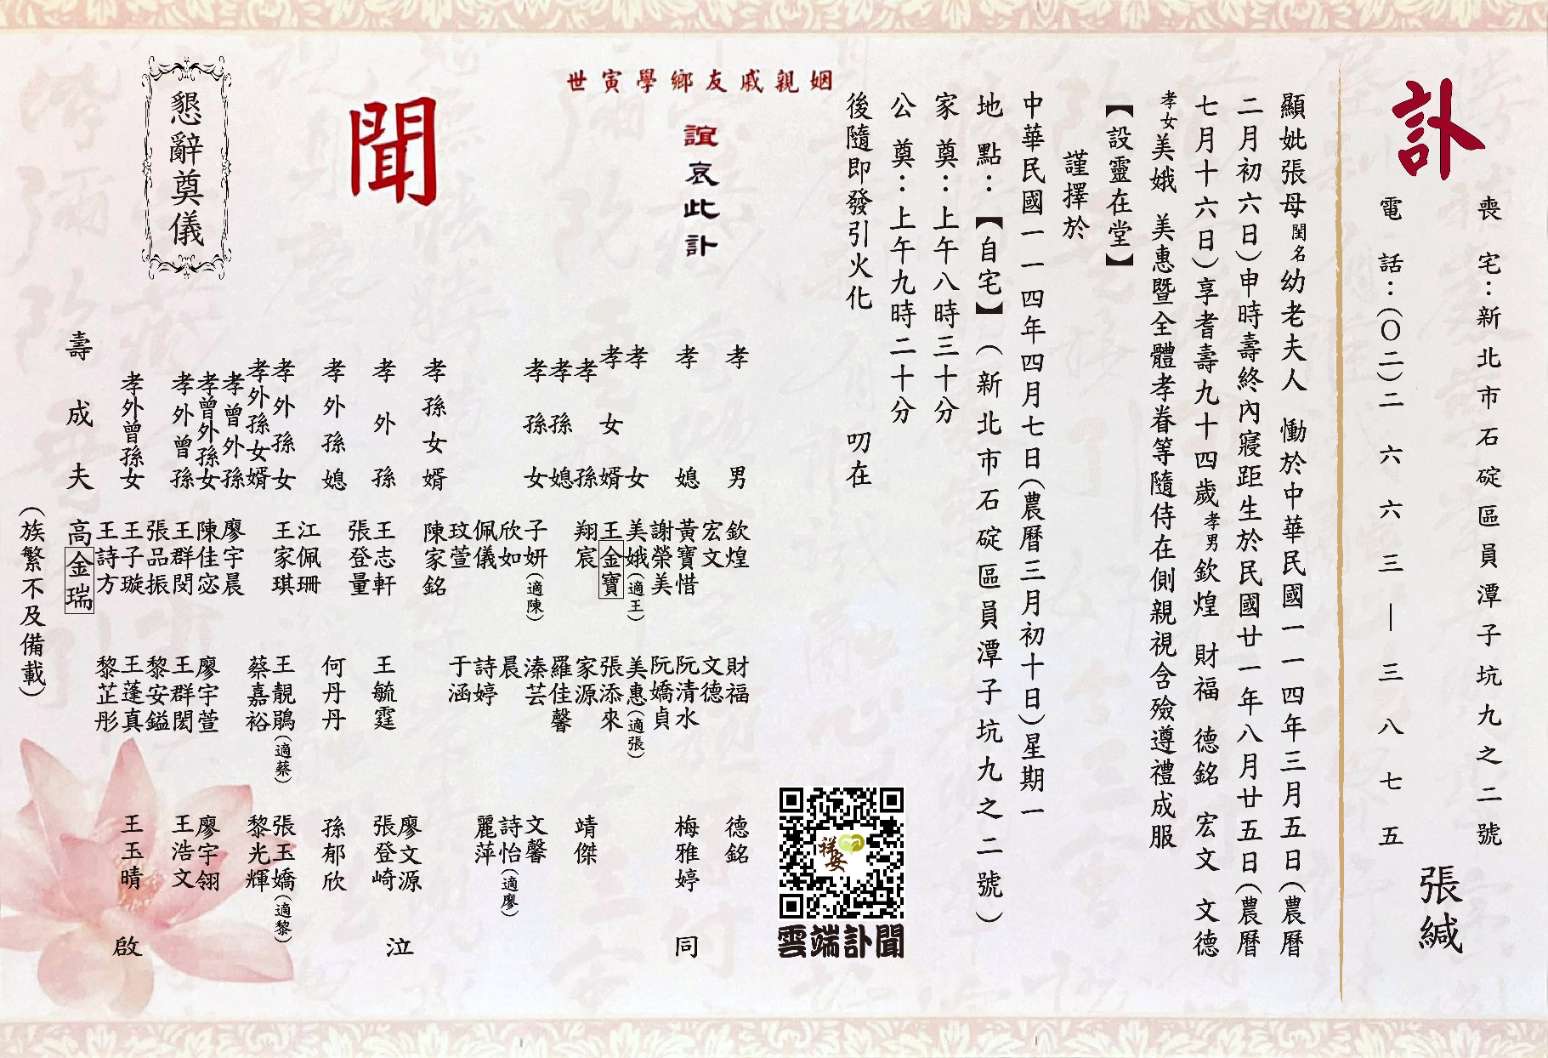 訃
喪宅：新北市石碇區員潭子坑九之二號
電話：(〇二)二六六三—三八七五
張緘
顯妣張母閨名幼老夫人 慟於中華民國一一四年三月五日(農曆
二月初六日)申時壽終內寢距生於民國廿一年八月廿五日(農曆
七月十六日)享耆壽九十四歲孝男欽煌 財福 德銘 宏文 文德
孝女美娥 美惠暨全體孝眷等隨侍在側親視含殮遵禮成服
【設靈在堂】
謹擇於
中華民國一一四年四月七日(農曆三月初十日)星期一
地點：【自宅】(新北市石碇區員潭子坑九之二號)
家奠：上午八時三十分
公奠：上午九時二十分
後隨即發引火化 叨在
世寅學鄉友戚親姻
誼哀此訃
聞
孝男 欽煌 財福 德銘
宏文 文德
孝媳 黃寶惜 阮清水 梅雅婷 同
謝榮美 阮嬌貞
孝女 美娥(適王) 美惠(適張)
孝女婿 王金寶 張添來
孝孫 翔宸 家源 靖傑
孝孫媳 羅佳馨
孝孫女 子妍(適陳) 溱芸 文馨
欣如 晨 詩怡(適廖)
佩儀 詩婷 麗萍
玟萱 于涵
孝孫女婿 陳家銘
孝外孫 王志軒 王毓霆 廖文源 泣
張登量 張登崎
孝外孫媳 江佩珊 何丹丹 孫郁欣
孝外孫女 王家琪 王靚鵑(適蔡) 張玉嬌(適黎)
孝外孫女婿 蔡嘉裕 黎光輝
孝曾外孫 廖宇晨
孝曾外孫女 陳佳宓 廖宇萱 廖宇翎
孝外曾孫 王群閔 王群閎 王浩文
張品振 黎安鎰
孝外曾孫女 王子璇 王蓬真 王玉晴 啟
王詩方 黎芷彤
壽成夫 高金瑞
(族繁不及備載)
懇辭奠儀
祥安
雲端訃聞